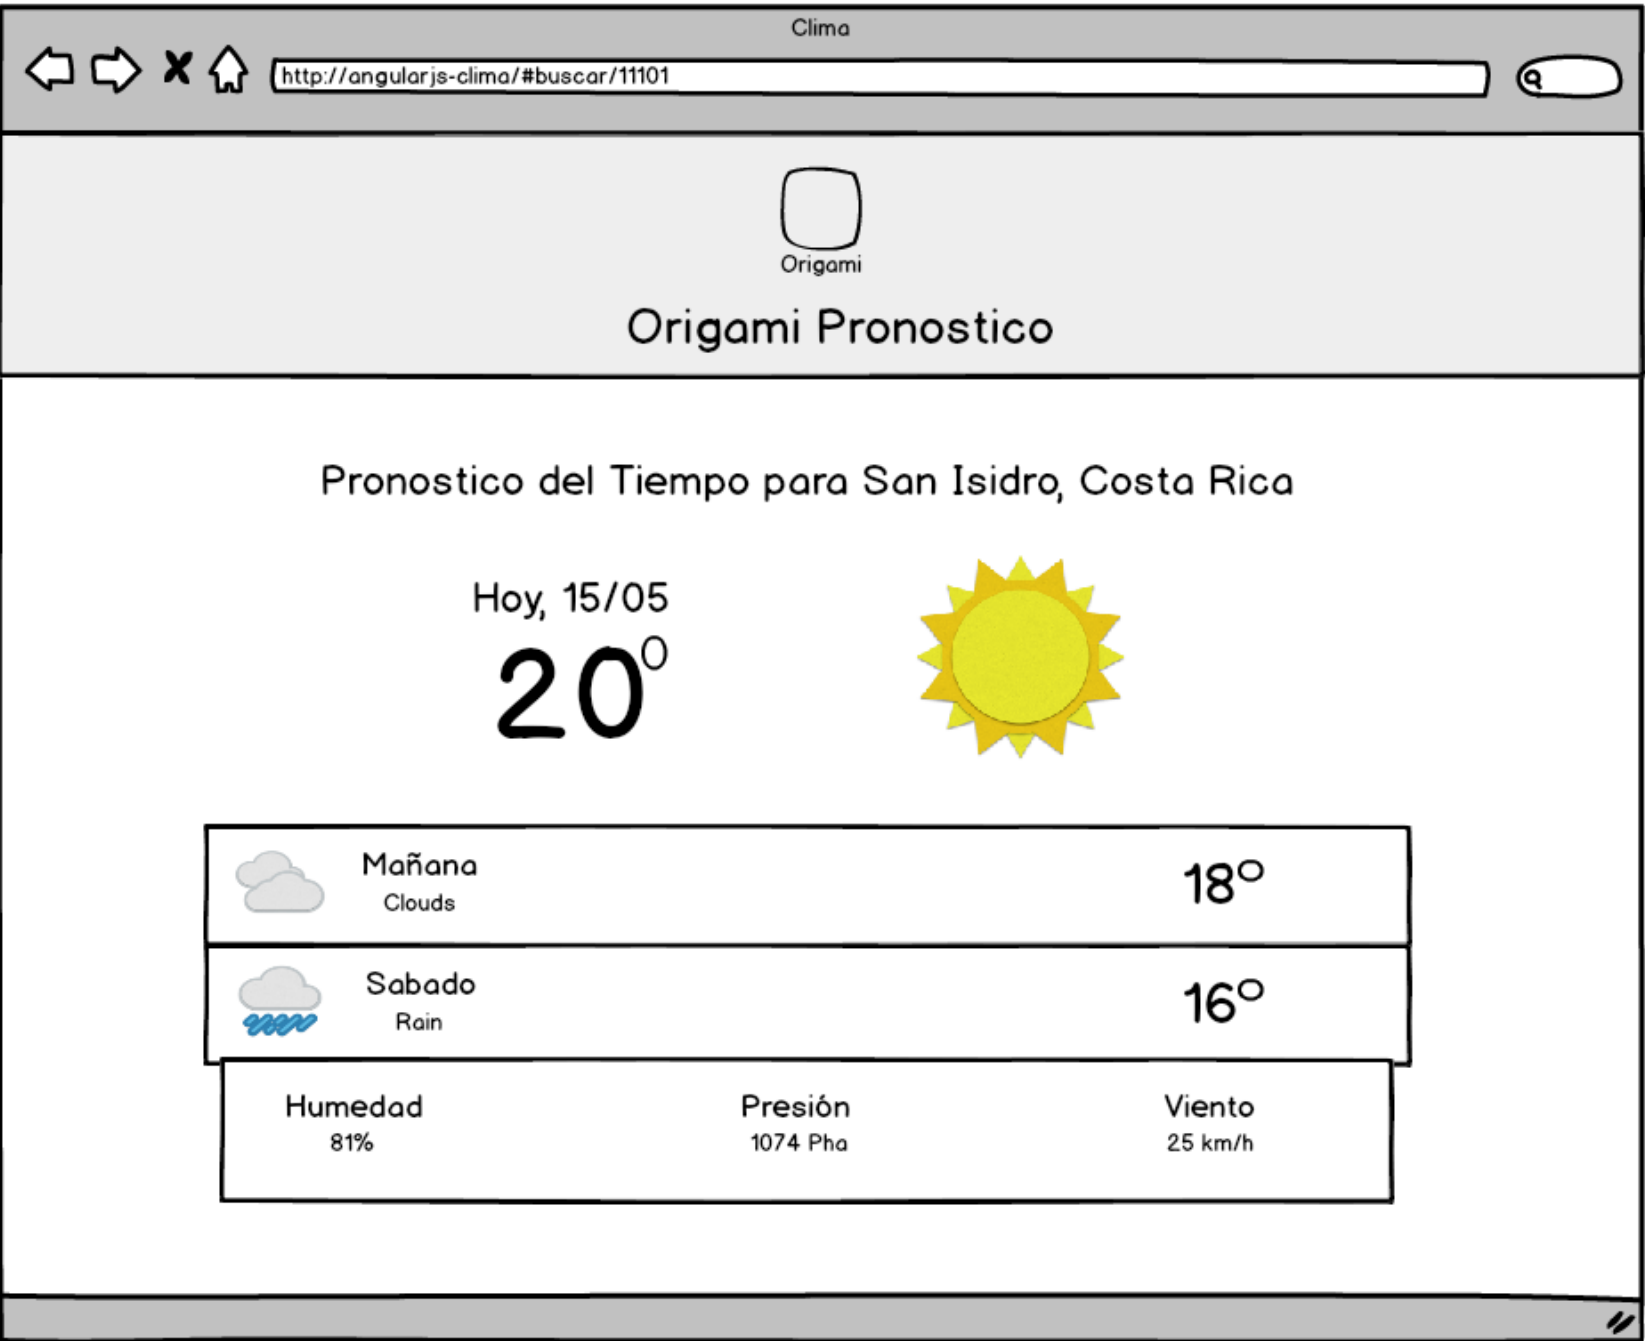 Clima
http://angularjs-clima/#buscar/11101
Origami
Origami Pronostico
Pronostico del Tiempo para San Isidro, Costa Rica
Hoy, 15/05
20°
Mañana
Clouds
18°
Sabado
Rain
16°
Humedad
Presión
Viento
81%
1074 Pha
25 km/h